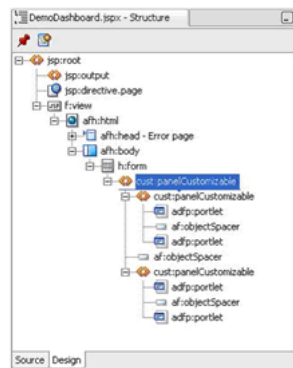 DemoDashboard.jspx - Structure
jsp:root
jsp:output
jsp:directive.page
f:view
afh:html
afh:head - Error page
afh:body
h:form
cust:panelCustomizable
cust:panelCustomizable
adfp:portlet
af:objectSpacer
adfp:portlet
af:objectSpacer
cust:panelCustomizable
adfp:portlet
af:objectSpacer
adfp:portlet
Source Design